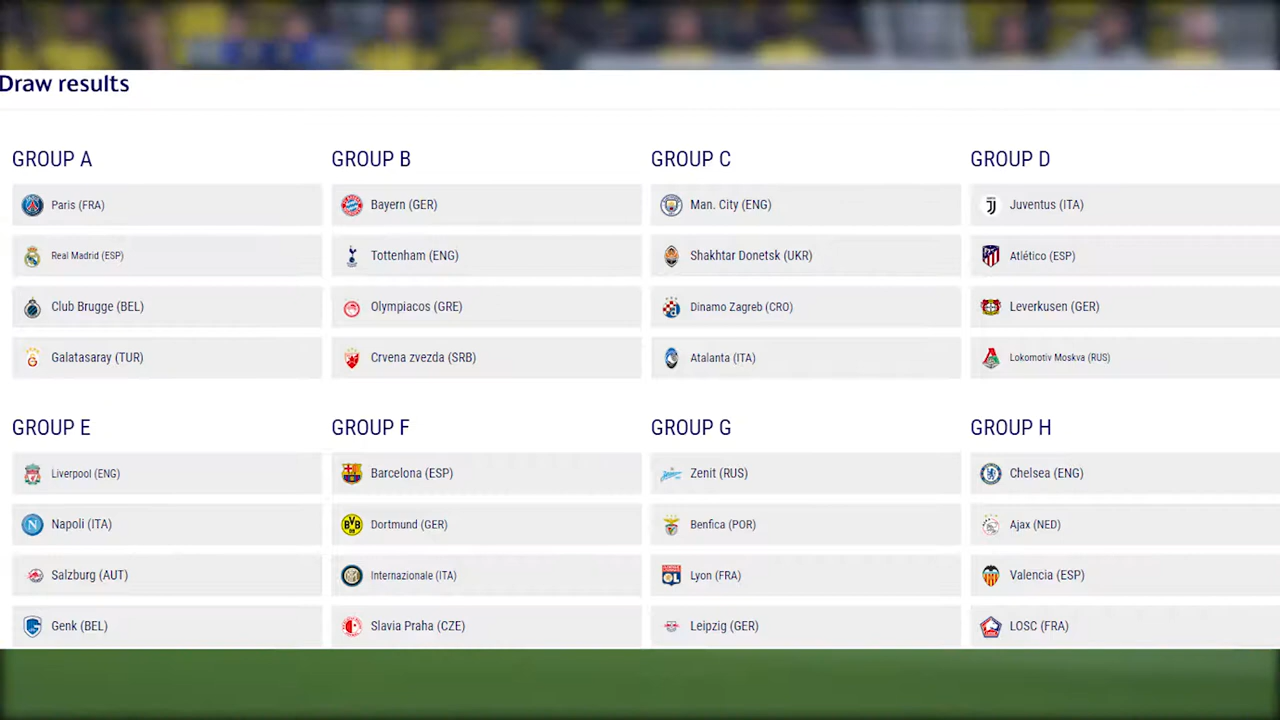 Draw results
GROUP A
Paris (FRA)
Real Madrid (ESP)
Club Brugge (BEL)
Galatasaray (TUR)
GROUP B
Bayern (GER)
Tottenham (ENG)
Olympiacos (GRE)
Crvena zvezda (SRB)
GROUP C
Man. City (ENG)
Shakhtar Donetsk (UKR)
Dinamo Zagreb (CRO)
Atalanta (ITA)
GROUP D
Juventus (ITA)
Atlético (ESP)
Leverkusen (GER)
Lokomotiv Moskva (RUS)
GROUP E
Liverpool (ENG)
Napoli (ITA)
Salzburg (AUT)
Genk (BEL)
GROUP F
Barcelona (ESP)
Dortmund (GER)
Internazionale (ITA)
Slavia Praha (CZE)
GROUP G
Zenit (RUS)
Benfica (POR)
Lyon (FRA)
Leipzig (GER)
GROUP H
Chelsea (ENG)
Ajax (NED)
Valencia (ESP)
LOSC (FRA)